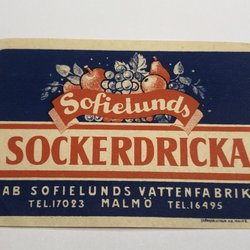 Sofielunds
SOCKERDRICKA
AB SOFIELUNDS VATTENFABRIK
TEL.17023 MALMÖ TEL.16495